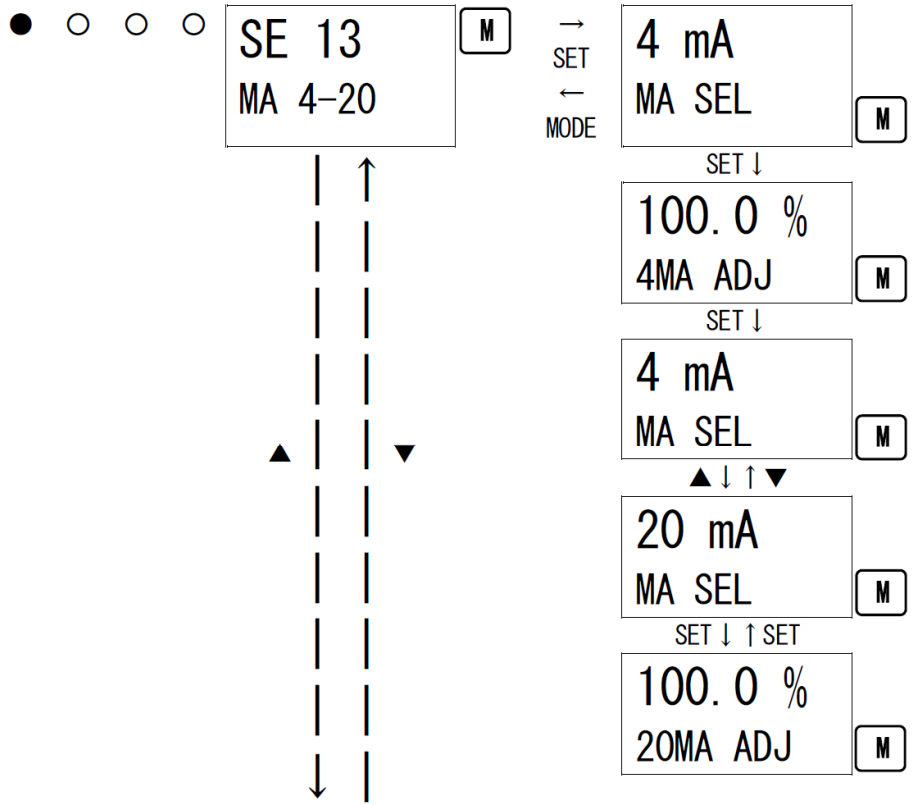 ● ○ ○ ○ SE 13 M → 4 mA
SET
MA 4-20 ← MA SEL
MODE M
SET ↓
100.0 %
4MA ADJ M
SET ↓
4 mA
MA SEL M
▲ ▼
▲ ↓ ↑ ▼
20 mA
MA SEL M
SET ↓ ↑ SET
100.0 %
20MA ADJ M